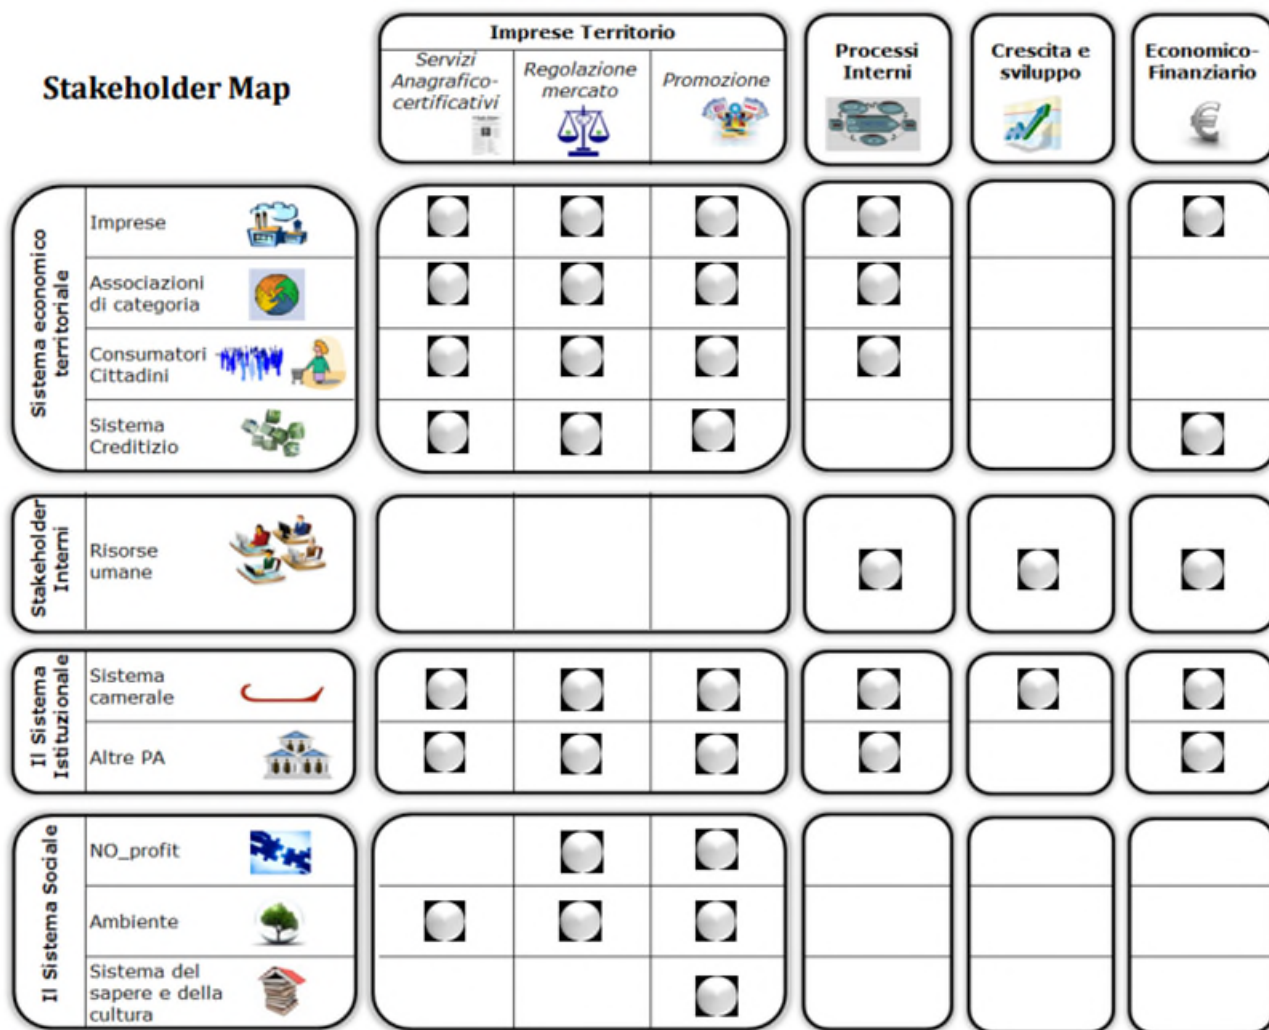 Stakeholder Map
Imprese Territorio
Servizi
Anagrafico-
certificativi
Regolazione
mercato
Promozione
Processi
Interni
Crescita e
sviluppo
Economico-
Finanziario
€
Sistema economico
territoriale
Imprese
Associazioni
di categoria
Consumatori
Cittadini
Sistema
Creditizio
Stakeholder
Interni
Risorse
umane
Il Sistema
Istituzionale
Sistema
camerale
Altre PA
Il Sistema Sociale
NO_profit
Ambiente
Sistema del
sapere e della
cultura